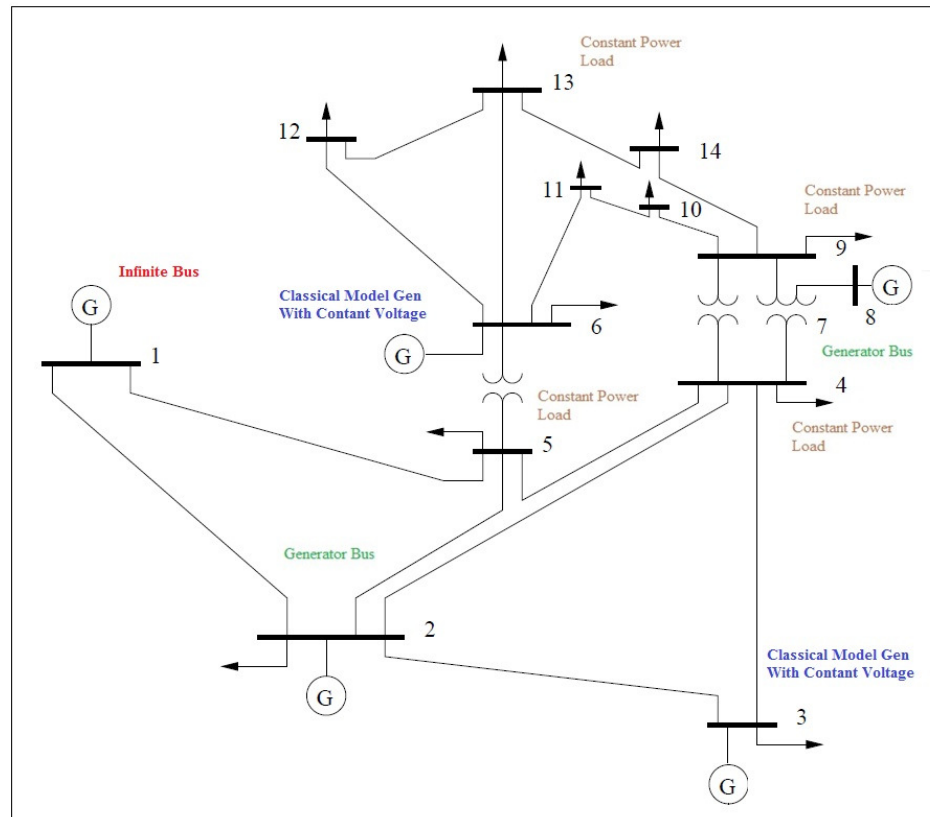 Constant Power
Load
13
12
14
11
10
Constant Power
Load
9
Infinite Bus
G
Classical Model Gen
With Contant Voltage
6
G
G
8
7
Generator Bus
1
4
Constant Power
Load
5
Constant Power
Load
Generator Bus
2
G
Classical Model Gen
With Contant Voltage
3
G